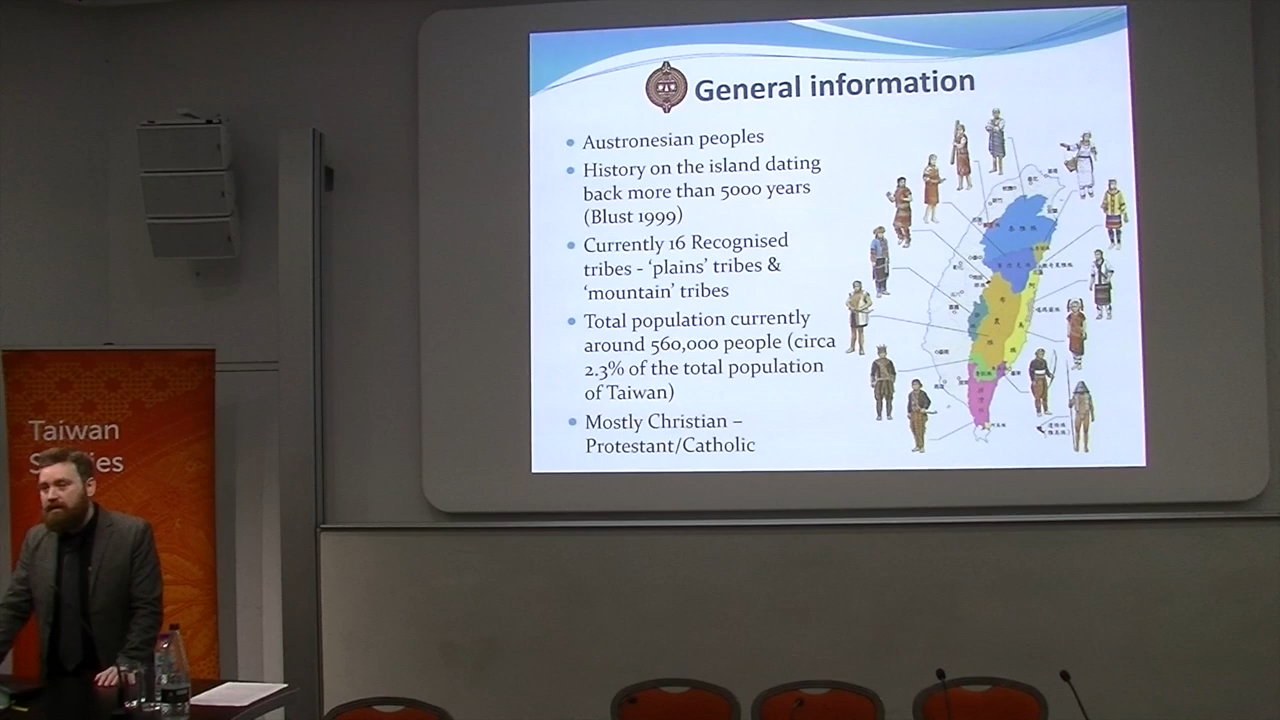 General information
Austronesian peoples
History on the island dating
back more than 5000 years
(Blust 1999)
Currently 16 Recognised
tribes - ‘plains’ tribes &
‘mountain’ tribes
Total population currently
around 560,000 people (circa
2.3% of the total population
of Taiwan)
Mostly Christian –
Protestant/Catholic
Taiwan